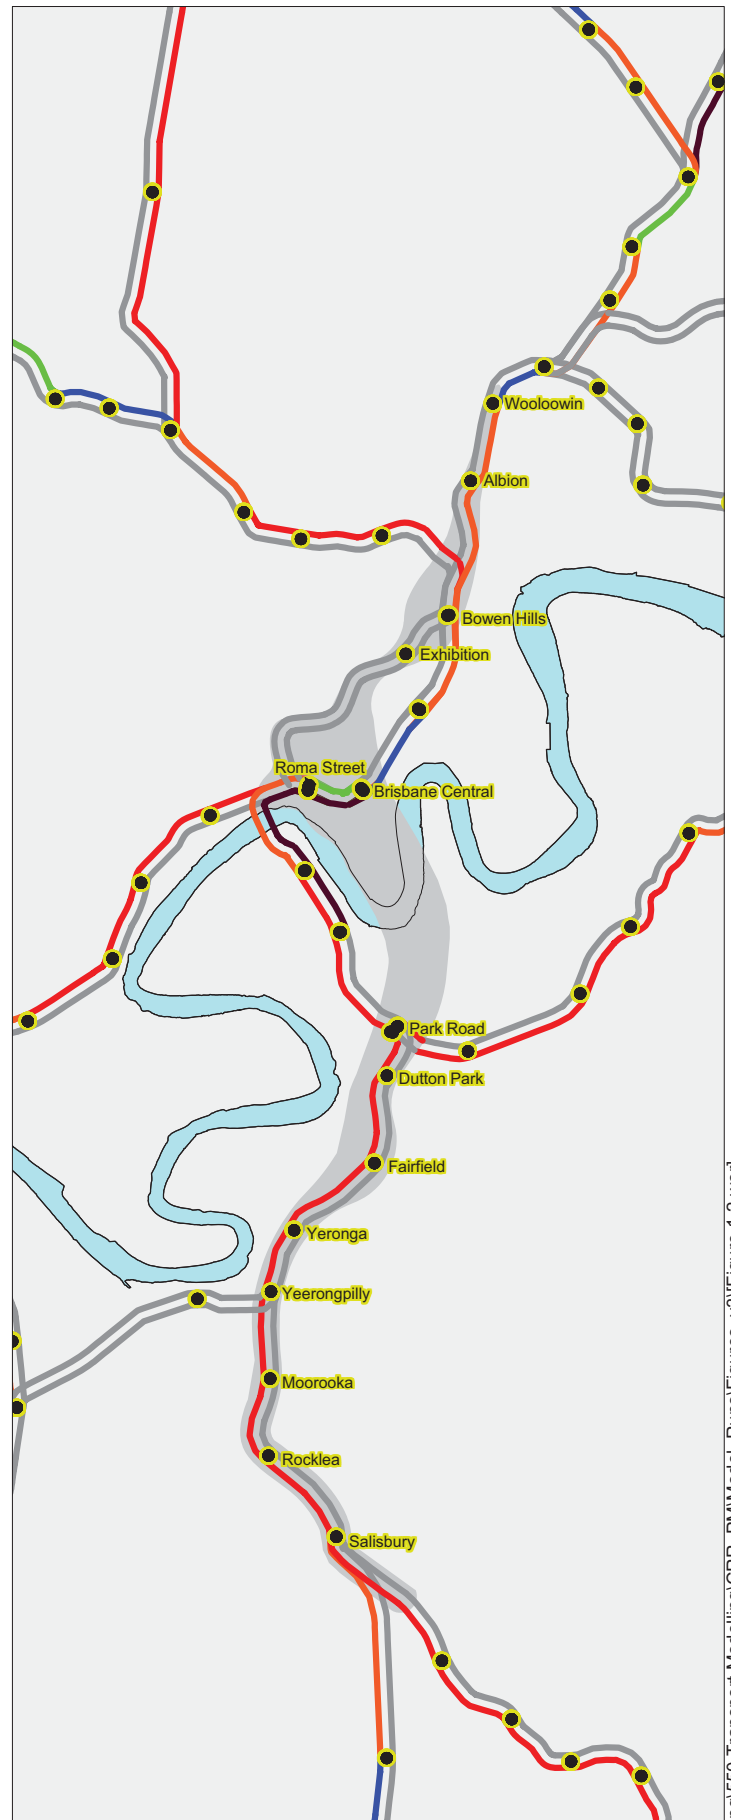 Wooloowin
Albion
Bowen Hills
Exhibition
Roma Street
Brisbane Central
Park Road
Dutton Park
Fairfield
Yeronga
Yeerongpilly
Moorooka
Rocklea
Salisbury